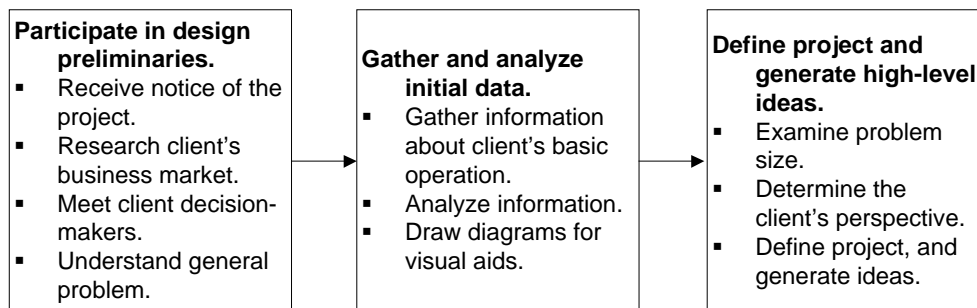 Participate in design
preliminaries.
▪ Receive notice of the
project.
▪ Research client's
business market.
▪ Meet client decision-
makers.
▪ Understand general
problem.
Gather and analyze
initial data.
▪ Gather information
about client's basic
operation.
▪ Analyze information.
▪ Draw diagrams for
visual aids.
Define project and
generate high-level
ideas.
▪ Examine problem
size.
▪ Determine the
client's perspective.
▪ Define project, and
generate ideas.